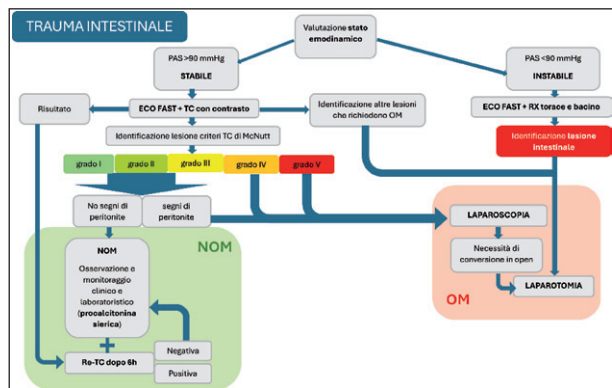 TRAUMA INTESTINALE
Valutazione stato
emodinamico
PAS >90 mmHg
STABILE
PAS <90 mmHg
INSTABILE
Risultato
ECO FAST + TC con contrasto
Identificazione altre lesioni
che richiedono OM
ECO FAST + RX torace e bacino
Identificazione lesione criteri TC di McNutt
Identificazione lesione
intestinale
grado I
grado II
grado III
grado IV
grado V
No segni di
peritonite
segni di
peritonite
LAPAROSCOPIA
NOM
NOM
Osservazione e
monitoraggio
clinico e
laboratoristico
(procalcitonina
sierica)
Necessità di
conversione in open
LAPAROTOMIA
OM
Re-TC dopo 6h
Negativa
Positiva